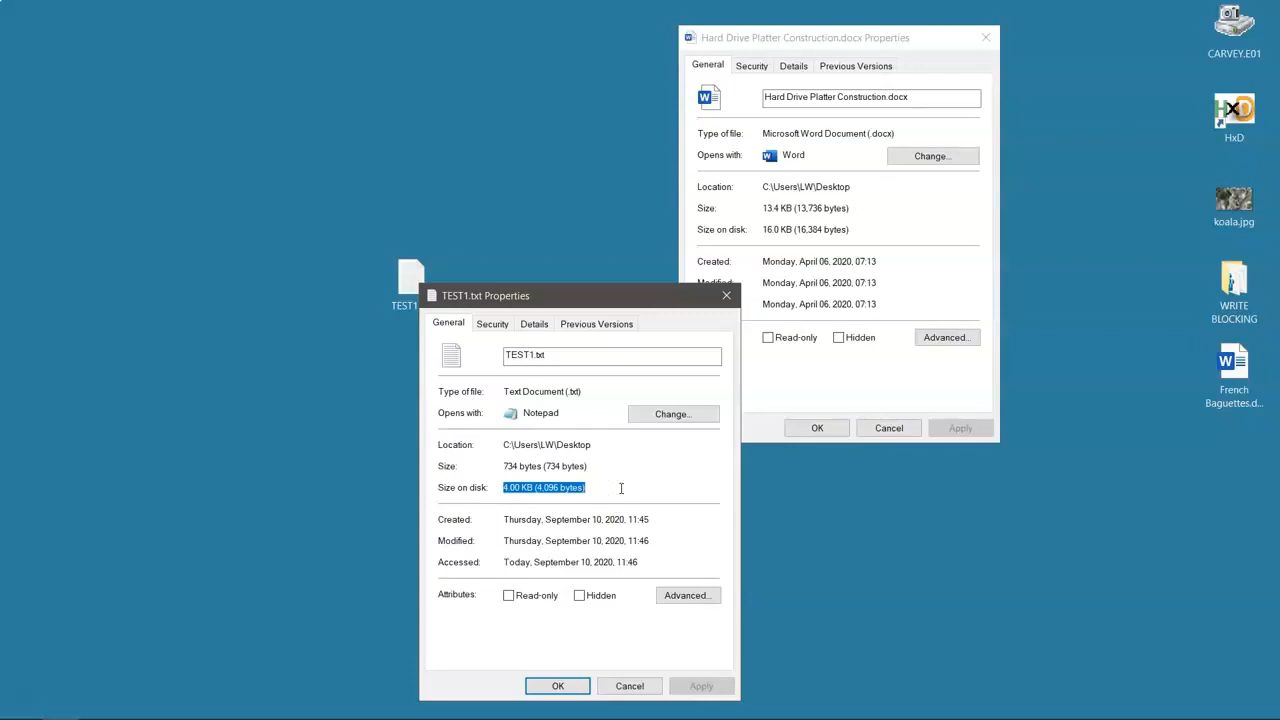 Hard Drive Platter Construction.docx Properties
General Security Details Previous Versions
Hard Drive Platter Construction.docx
Type of file: Microsoft Word Document (.docx)
Opens with: Word Change...
Location: C:\Users\LW\Desktop
Size: 13.4 KB (13,736 bytes)
Size on disk: 16.0 KB (16,384 bytes)
Created: Monday, April 06, 2020, 07:13
Modified: Monday, April 06, 2020, 07:13
Monday, April 06, 2020, 07:13
Read-only Hidden Advanced...
OK Cancel Apply
TEST1
TEST1.txt Properties
General Security Details Previous Versions
TEST1.txt
Type of file: Text Document (.txt)
Opens with: Notepad Change...
Location: C:\Users\LW\Desktop
Size: 734 bytes (734 bytes)
Size on disk: 4.00 KB (4,096 bytes)
Created: Thursday, September 10, 2020, 11:45
Modified: Thursday, September 10, 2020, 11:46
Accessed: Today, September 10, 2020, 11:46
Attributes: Read-only Hidden Advanced...
OK Cancel Apply
CARVEY.E01
HxD
koala.jpg
WRITE
BLOCKING
French
Baguettes.d...